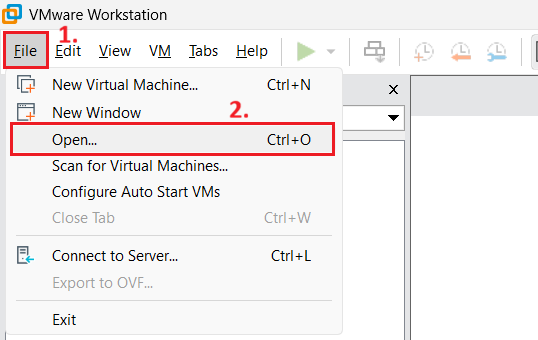 VMware Workstation
1.
File Edit View VM Tabs Help
New Virtual Machine... Ctrl+N
New Window
2.
Open... Ctrl+O
Scan for Virtual Machines...
Configure Auto Start VMs
Close Tab Ctrl+W
Connect to Server... Ctrl+L
Export to OVF...
Exit